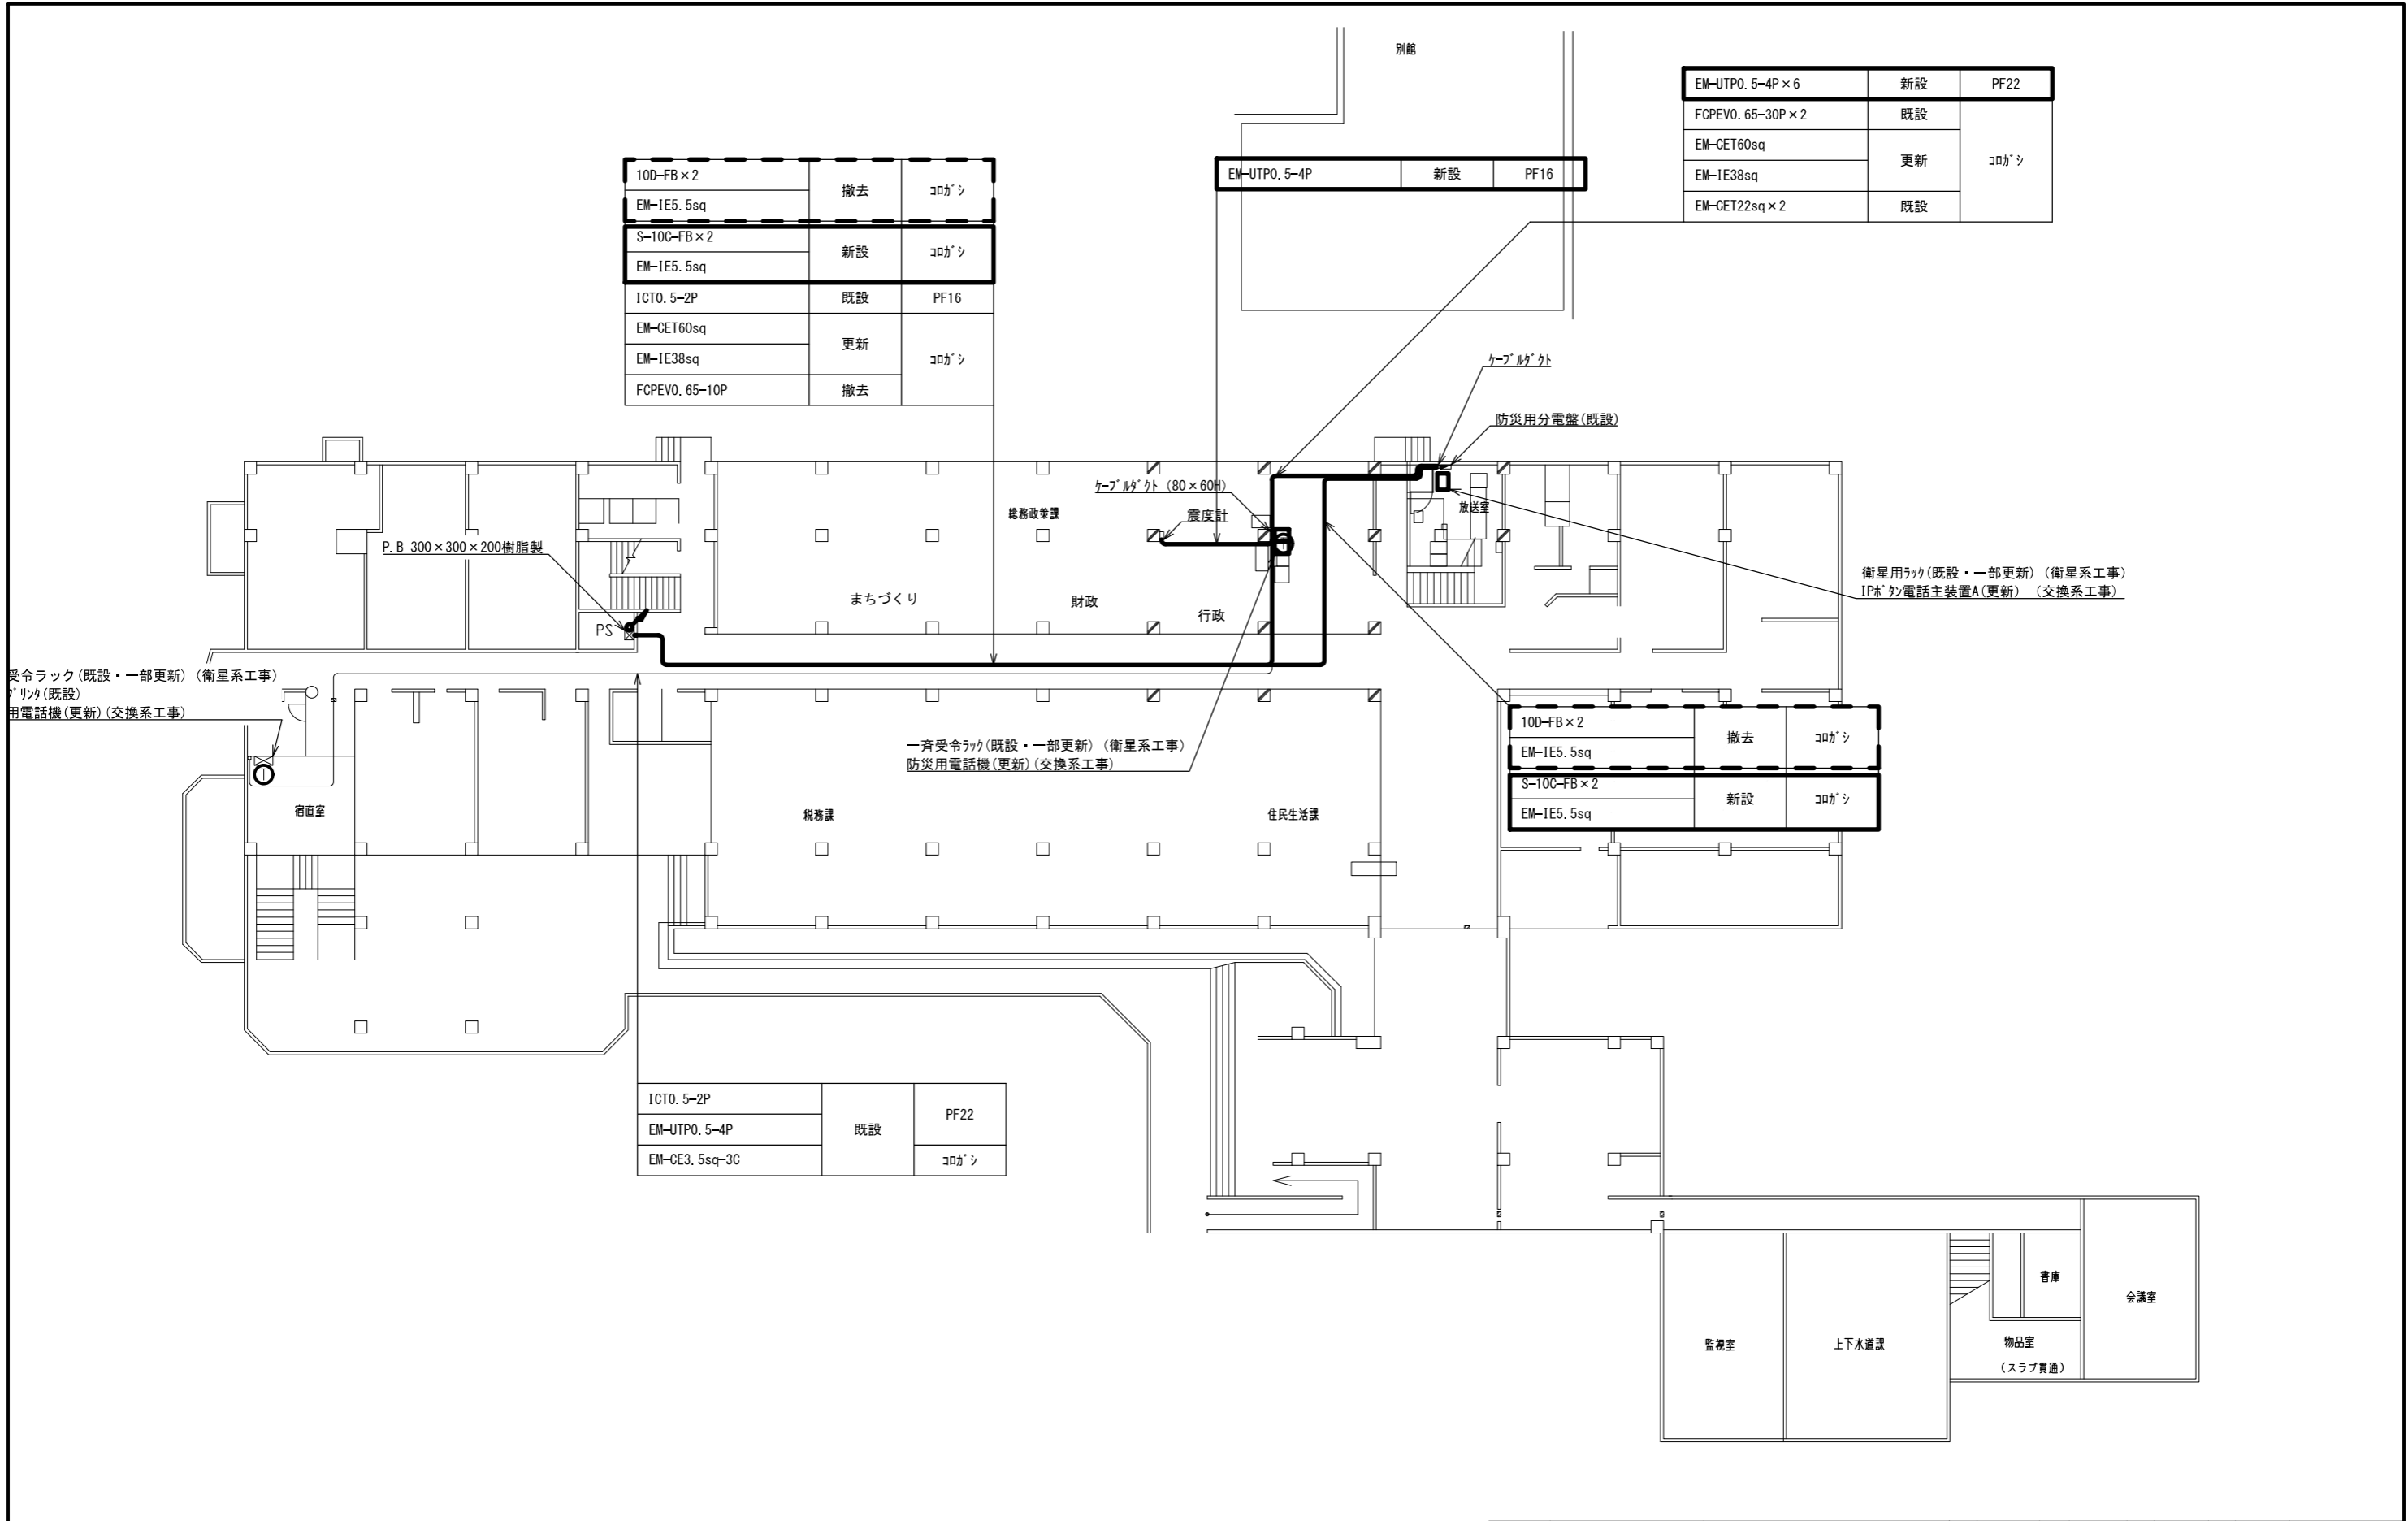 別館
EM-UTP0.5-4P×6 新設 PF22
FCPEV0.65-30P×2 既設
EM-CET60sq 更新 ｺﾛｶﾞｼ
EM-IE38sq
EM-CET22sq×2 既設
10D-FB×2 撤去 ｺﾛｶﾞｼ
EM-IE5.5sq
S-10C-FB×2 新設 ｺﾛｶﾞｼ
EM-IE5.5sq
ICT0.5-2P 既設 PF16
EM-CET60sq 更新 ｺﾛｶﾞｼ
EM-IE38sq
FCPEV0.65-10P 撤去
EM-UTP0.5-4P 新設 PF16
ｹｰﾌﾞﾙﾀﾞｸﾄ
防災用分電盤(既設)
ｹｰﾌﾞﾙﾀﾞｸﾄ (80×60H)
震度計
総務政策課
放送室
P.B 300×300×200樹脂製
まちづくり
財政
行政
PS
衛星用ﾗｯｸ(既設・一部更新) (衛星系工事)
IPﾎﾞﾀﾝ電話主装置A(更新) (交換系工事)
受令ラック(既設・一部更新) (衛星系工事)
ﾌﾟﾘﾝﾀ(既設)
用電話機(更新)(交換系工事)
T
宿直室
一斉受令ﾗｯｸ(既設・一部更新) (衛星系工事)
防災用電話機(更新)(交換系工事)
税務課
住民生活課
10D-FB×2 撤去 ｺﾛｶﾞｼ
EM-IE5.5sq
S-10C-FB×2 新設 ｺﾛｶﾞｼ
EM-IE5.5sq
ICT0.5-2P 既設 PF22
EM-UTP0.5-4P
EM-CE3.5sq-3C ｺﾛｶﾞｼ
書庫
会議室
監視室
上下水道課
物品室
(スラブ貫通)